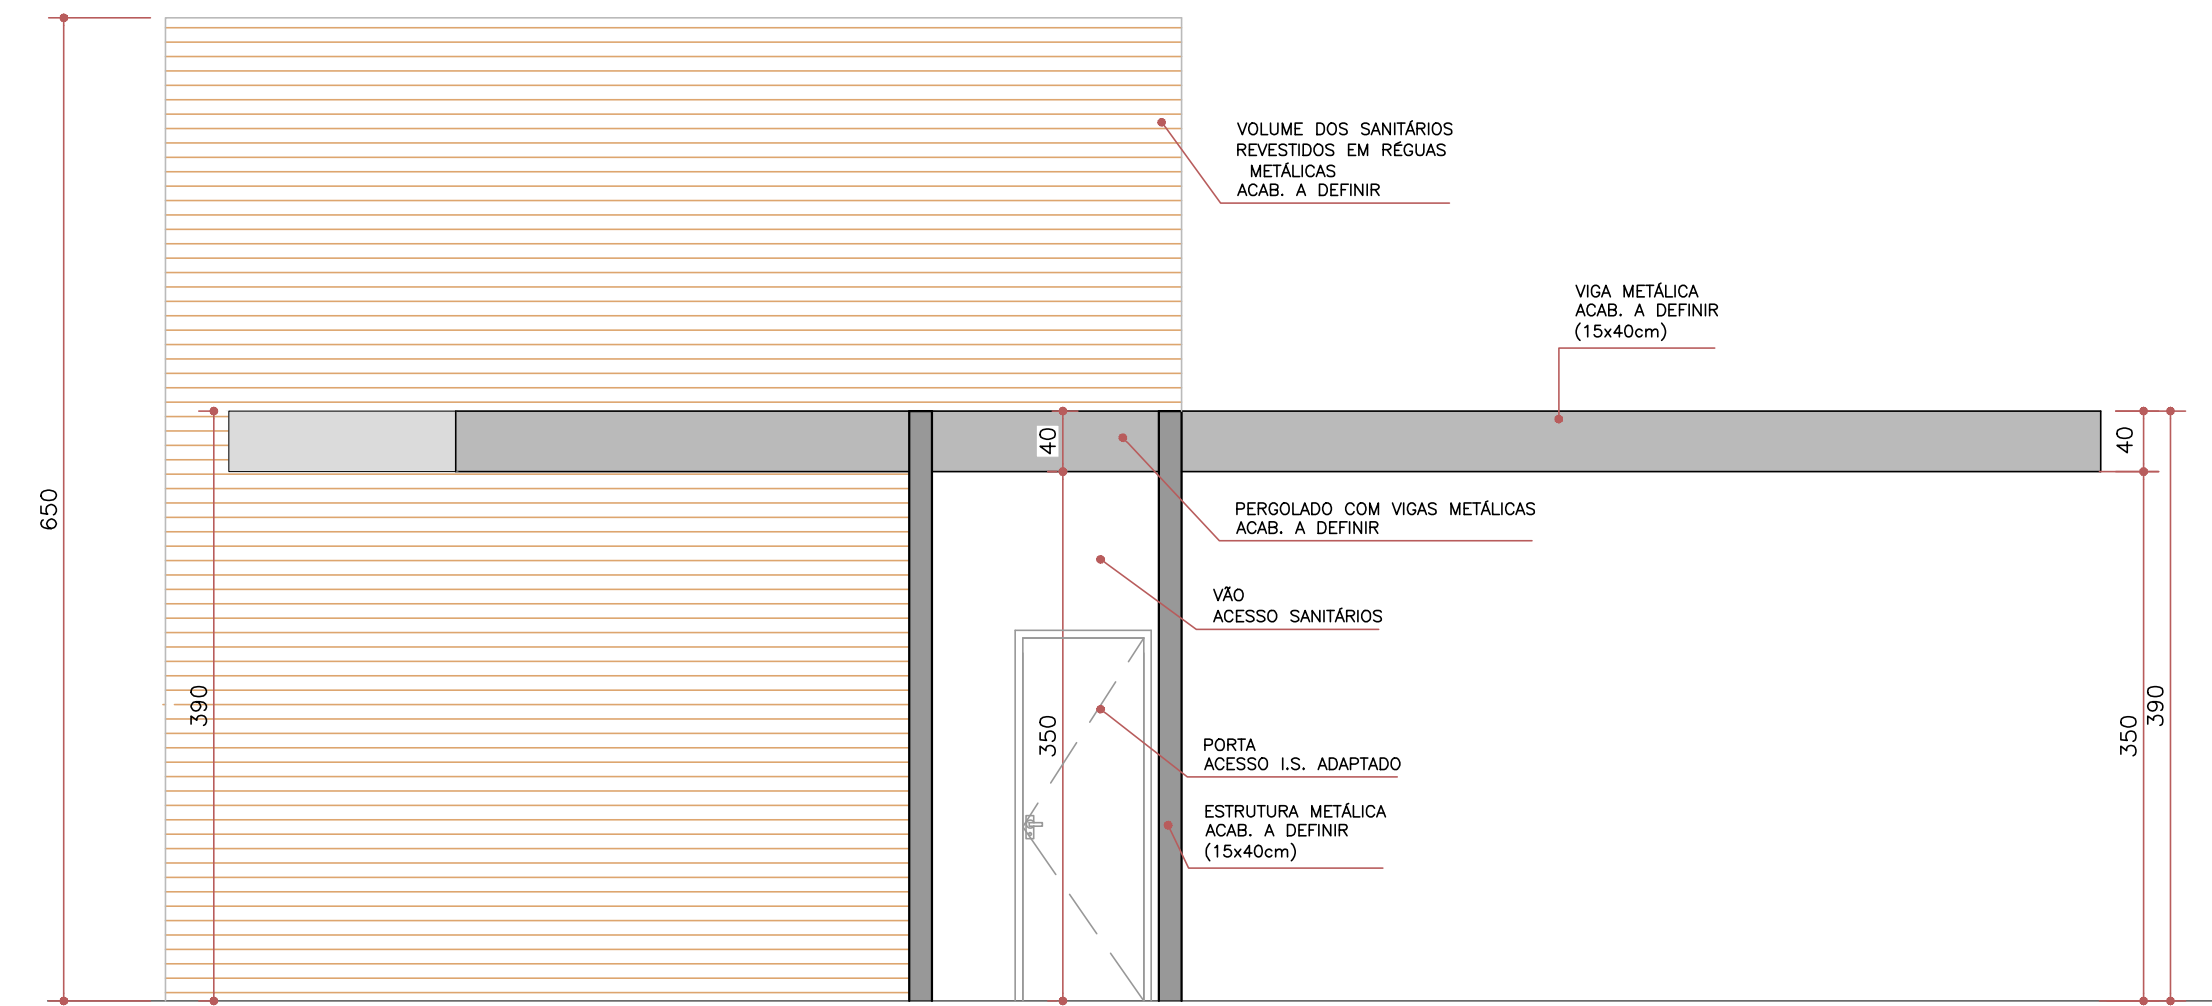 VOLUME DOS SANITÁRIOS
REVESTIDOS EM RÉGUAS
METÁLICAS
ACAB. A DEFINIR
VIGA METÁLICA
ACAB. A DEFINIR
(15x40cm)
40
40
650
PERGOLADO COM VIGAS METÁLICAS
ACAB. A DEFINIR
VÃO
ACESSO SANITÁRIOS
390
350
390
350
PORTA
ACESSO I.S. ADAPTADO
ESTRUTURA METÁLICA
ACAB. A DEFINIR
(15x40cm)